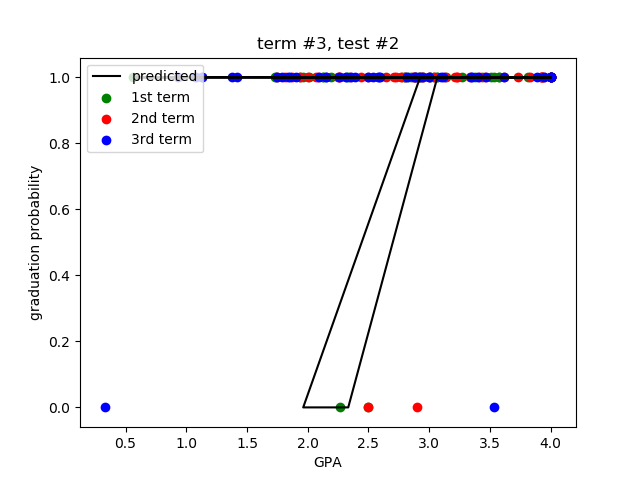 term #3, test #2
predicted
1st term
2nd term
3rd term
graduation probability
1.0
0.8
0.6
0.4
0.2
0.0
0.5
1.0
1.5
2.0
2.5
3.0
3.5
4.0
GPA